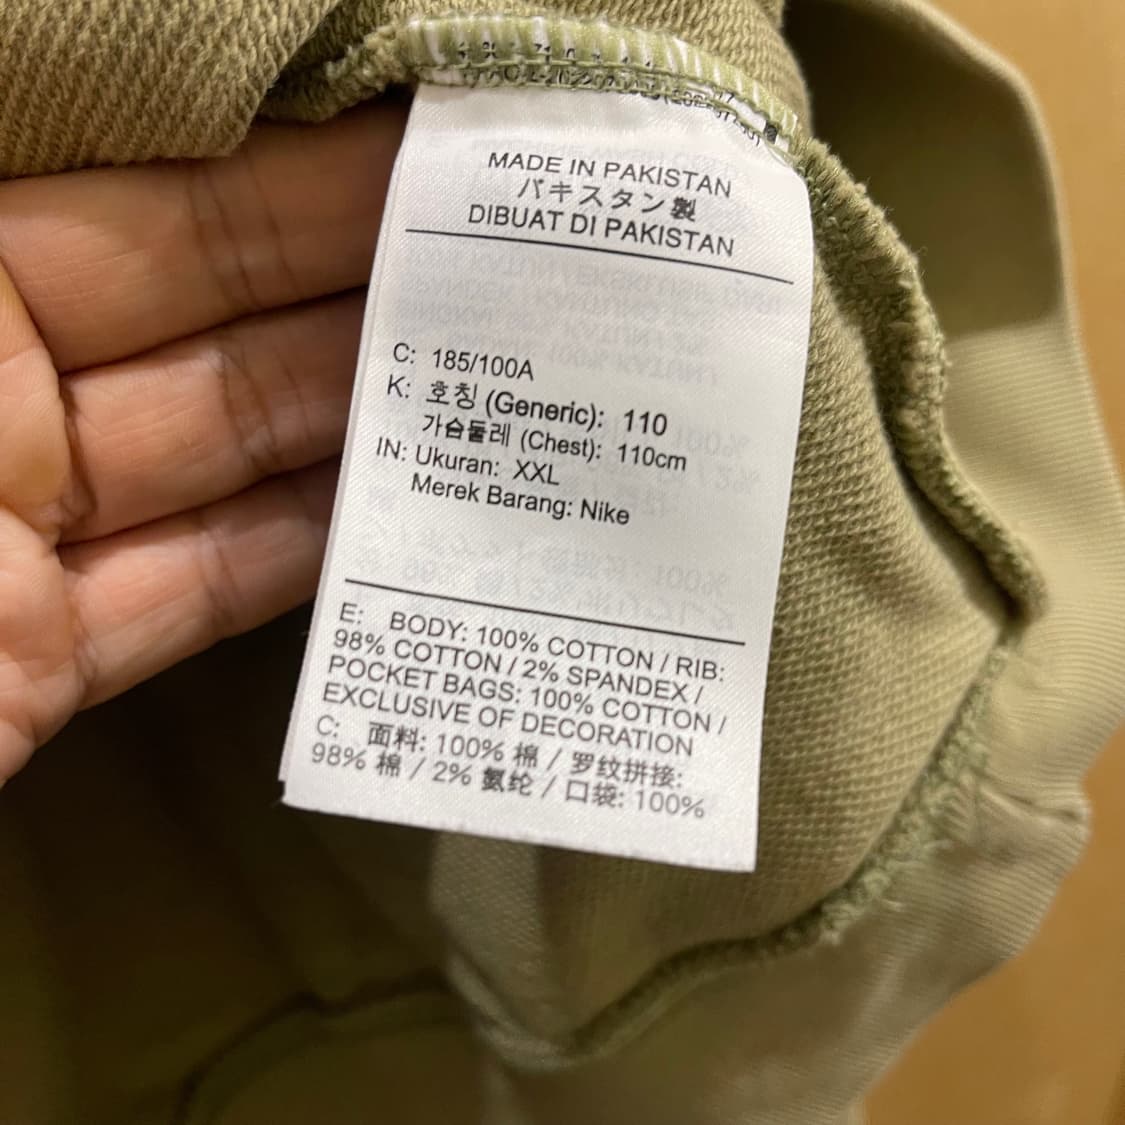 MADE IN PAKISTAN
パキスタン製
DIBUAT DI PAKISTAN
C: 185/100A
K: 호칭 (Generic): 110
가슴둘레 (Chest): 110cm
IN: Ukuran: XXL
Merek Barang: Nike
E: BODY: 100% COTTON / RIB:
98% COTTON / 2% SPANDEX /
POCKET BAGS: 100% COTTON /
EXCLUSIVE OF DECORATION
C: 面料: 100% 棉 / 罗纹拼接:
98% 棉 / 2% 氨纶 / 口袋: 100%